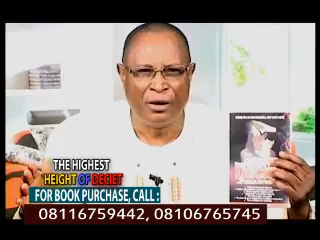 THE HIGHEST
HEIGHT OF DECIET
FOR BOOK PURCHASE, CALL :
08116759442, 08106765745